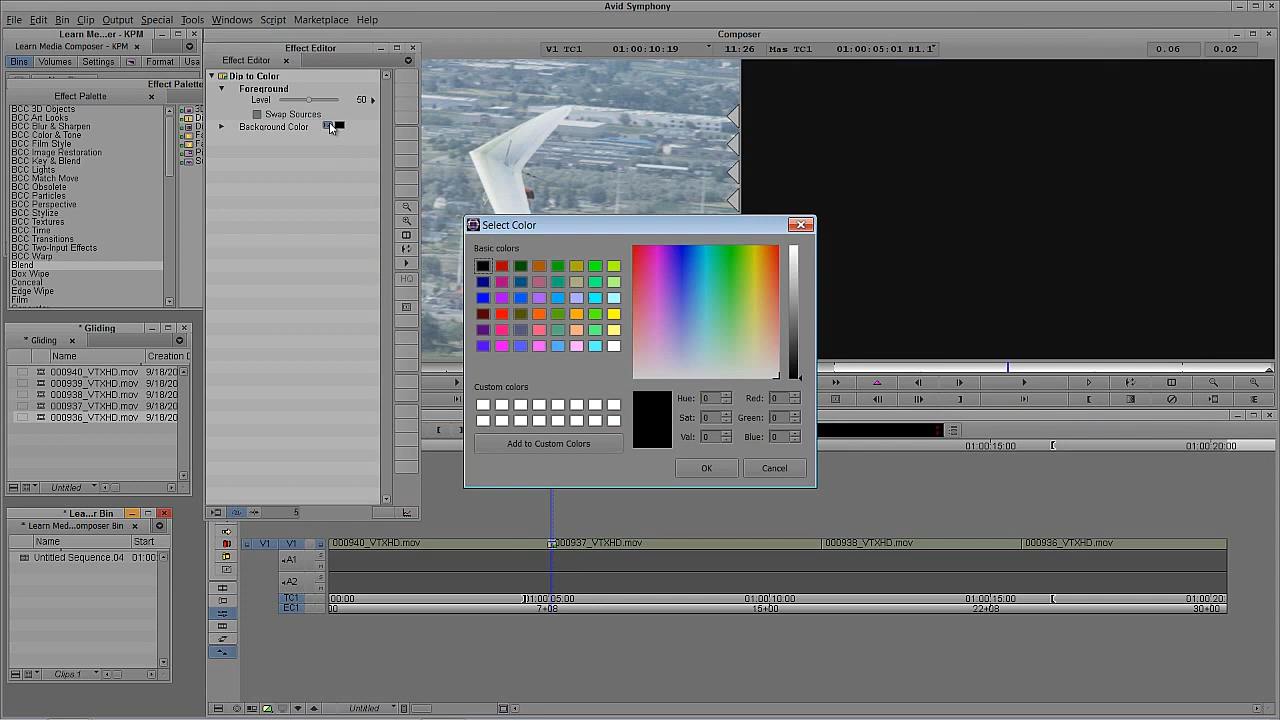 Avid Symphony
File Edit Bin Clip Output Special Tools Windows Script Marketplace Help
Learn Me...er - KPM
Learn Media Composer - KPM
Bins Volumes Settings Format Usa
Effect Palette
Effect Palette
BCC 3D Objects
BCC Art Looks
BCC Blur & Sharpen
BCC Color & Tone
BCC Film Style
BCC Image Restoration
BCC Key & Blend
BCC Lights
BCC Match Move
BCC Obsolete
BCC Particles
BCC Perspective
BCC Stylize
BCC Textures
BCC Time
BCC Transitions
BCC Two-Input Effects
BCC Warp
Blend
Box Wipe
Conceal
Edge Wipe
Film
Effect Editor
Effect Editor
Dip to Color
Foreground
Level 50
Swap Sources
Background Color
5
Composer
V1 TC1 01:00:10:19 11:26 Mas TC1 01:00:05:01 B1.1 0.06 0.02
HQ
Select Color
Basic colors
Custom colors
Add to Custom Colors
Hue: 0 Red: 0
Sat: 0 Green: 0
Val: 0 Blue: 0
OK Cancel
* Gliding
* Gliding
Name Creation D
000940_VTXHD.mov 9/18/20
000939_VTXHD.mov 9/18/20
000938_VTXHD.mov 9/18/20
000937_VTXHD.mov 9/18/20
000936_VTXHD.mov 9/18/20
Untitled
* Lea...r Bin
* Learn Med...omposer Bin
Name Start
Untitled Sequence.04 01:00:
Clips 1
01:00:15:00 01:00:20:00
V1 V1 000940_VTXHD.mov 000937_VTXHD.mov 000938_VTXHD.mov 000936_VTXHD.mov
A1
A2
TC1 00:00 01:00:05:00 01:00:10:00 01:00:15:00 01:00:20
EC1 00 7+08 15+00 22+08 30+00
Untitled